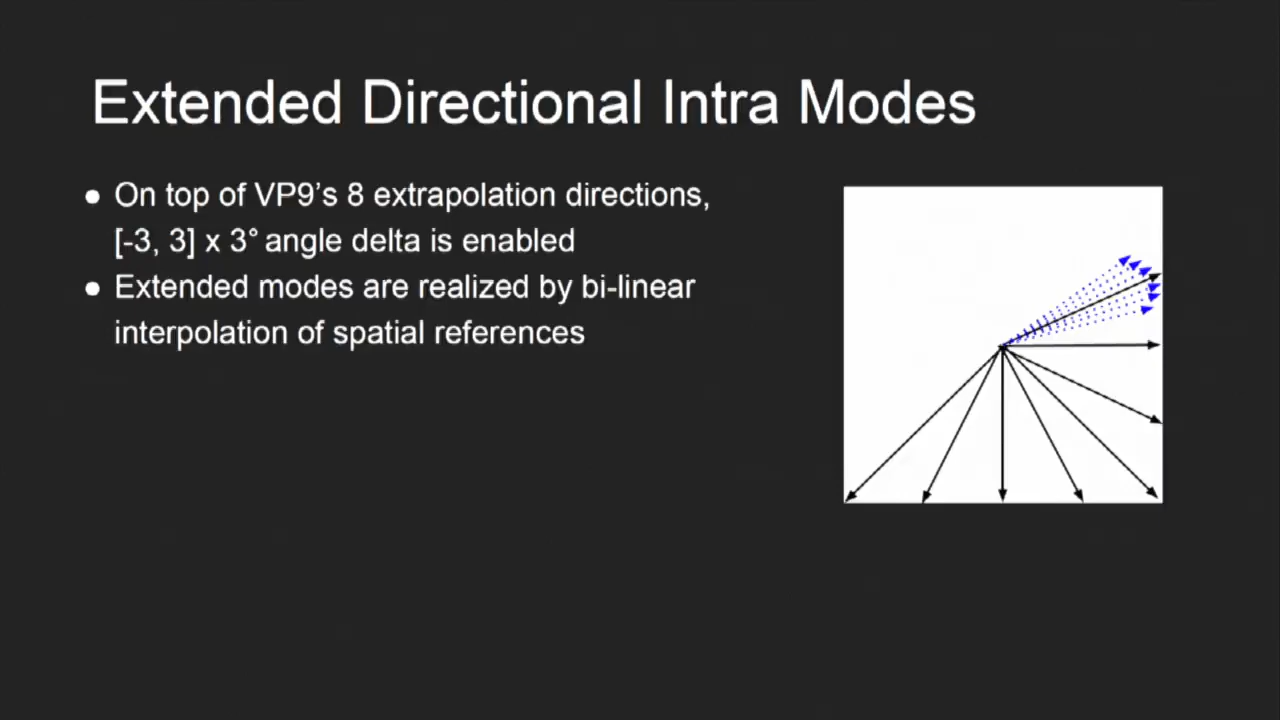 Extended Directional Intra Modes
● On top of VP9’s 8 extrapolation directions,
[-3, 3] x 3° angle delta is enabled
● Extended modes are realized by bi-linear
interpolation of spatial references